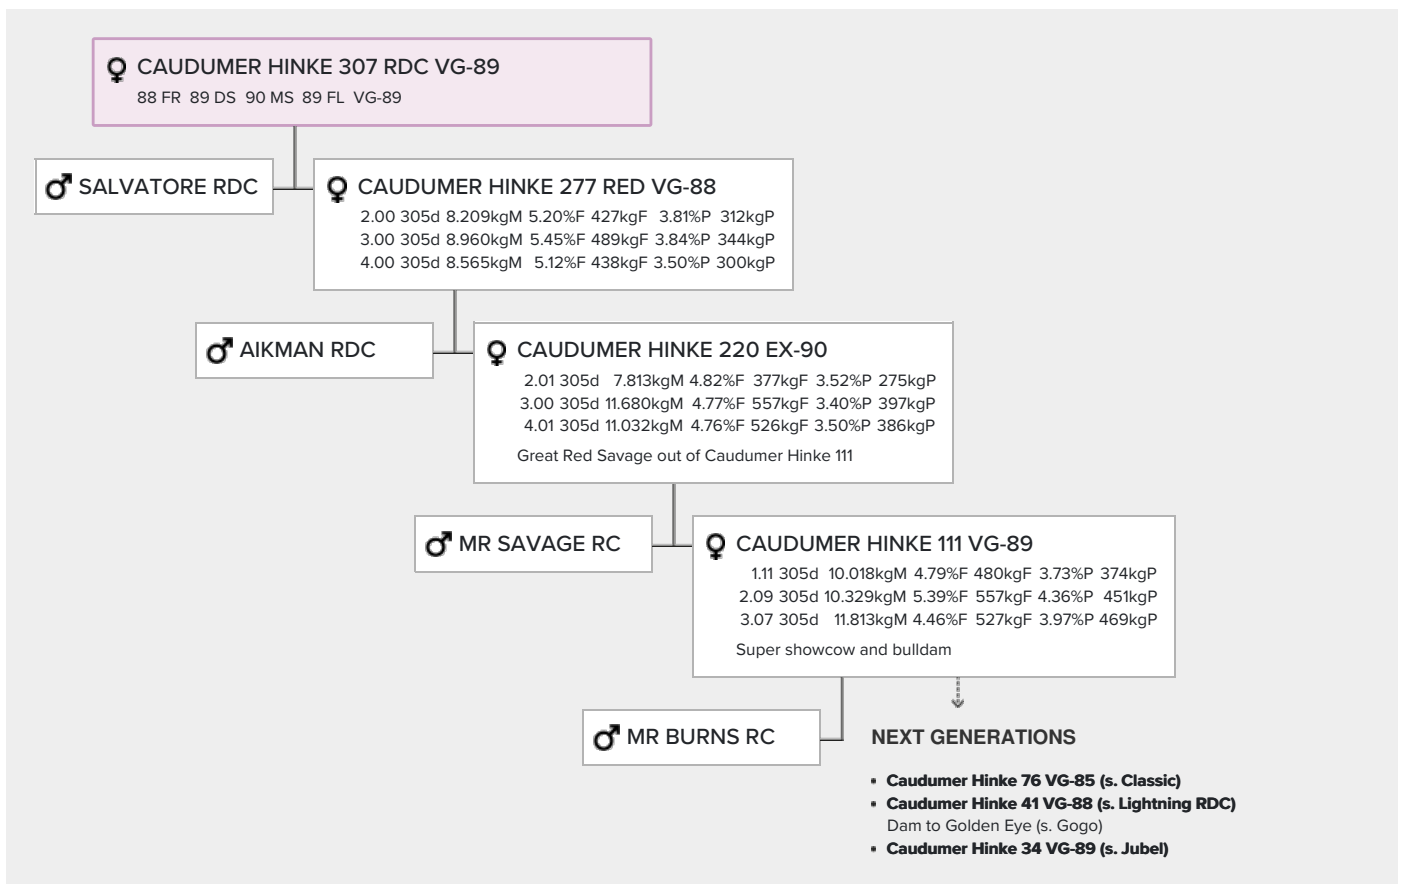 CAUDUMER HINKE 307 RDC VG-89
88 FR 89 DS 90 MS 89 FL VG-89
SALVATORE RDC
CAUDUMER HINKE 277 RED VG-88
2.00 305d 8.209kgM 5.20%F 427kgF 3.81%P 312kgP
3.00 305d 8.960kgM 5.45%F 489kgF 3.84%P 344kgP
4.00 305d 8.565kgM 5.12%F 438kgF 3.50%P 300kgP
AIKMAN RDC
CAUDUMER HINKE 220 EX-90
2.01 305d 7.813kgM 4.82%F 377kgF 3.52%P 275kgP
3.00 305d 11.680kgM 4.77%F 557kgF 3.40%P 397kgP
4.01 305d 11.032kgM 4.76%F 526kgF 3.50%P 386kgP
Great Red Savage out of Caudumer Hinke 111
MR SAVAGE RC
CAUDUMER HINKE 111 VG-89
1.11 305d 10.018kgM 4.79%F 480kgF 3.73%P 374kgP
2.09 305d 10.329kgM 5.39%F 557kgF 4.36%P 451kgP
3.07 305d 11.813kgM 4.46%F 527kgF 3.97%P 469kgP
Super showcow and bulldam
MR BURNS RC
NEXT GENERATIONS
• Caudumer Hinke 76 VG-85 (s. Classic)
• Caudumer Hinke 41 VG-88 (s. Lightning RDC)
Dam to Golden Eye (s. Gogo)
• Caudumer Hinke 34 VG-89 (s. Jubel)